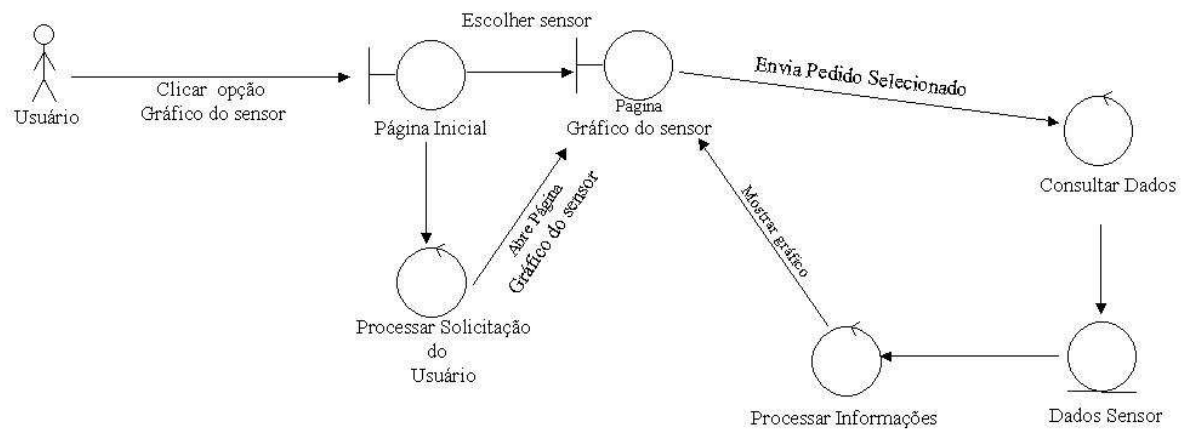 Escolher sensor
Usuário
Clicar opção
Gráfico do sensor
Página Inicial
Pagina
Gráfico do sensor
Envia Pedido Selecionado
Consultar Dados
Abre Página
Gráfico do sensor
Mostrar gráfico
Processar Solicitação
do
Usuário
Processar Informações
Dados Sensor